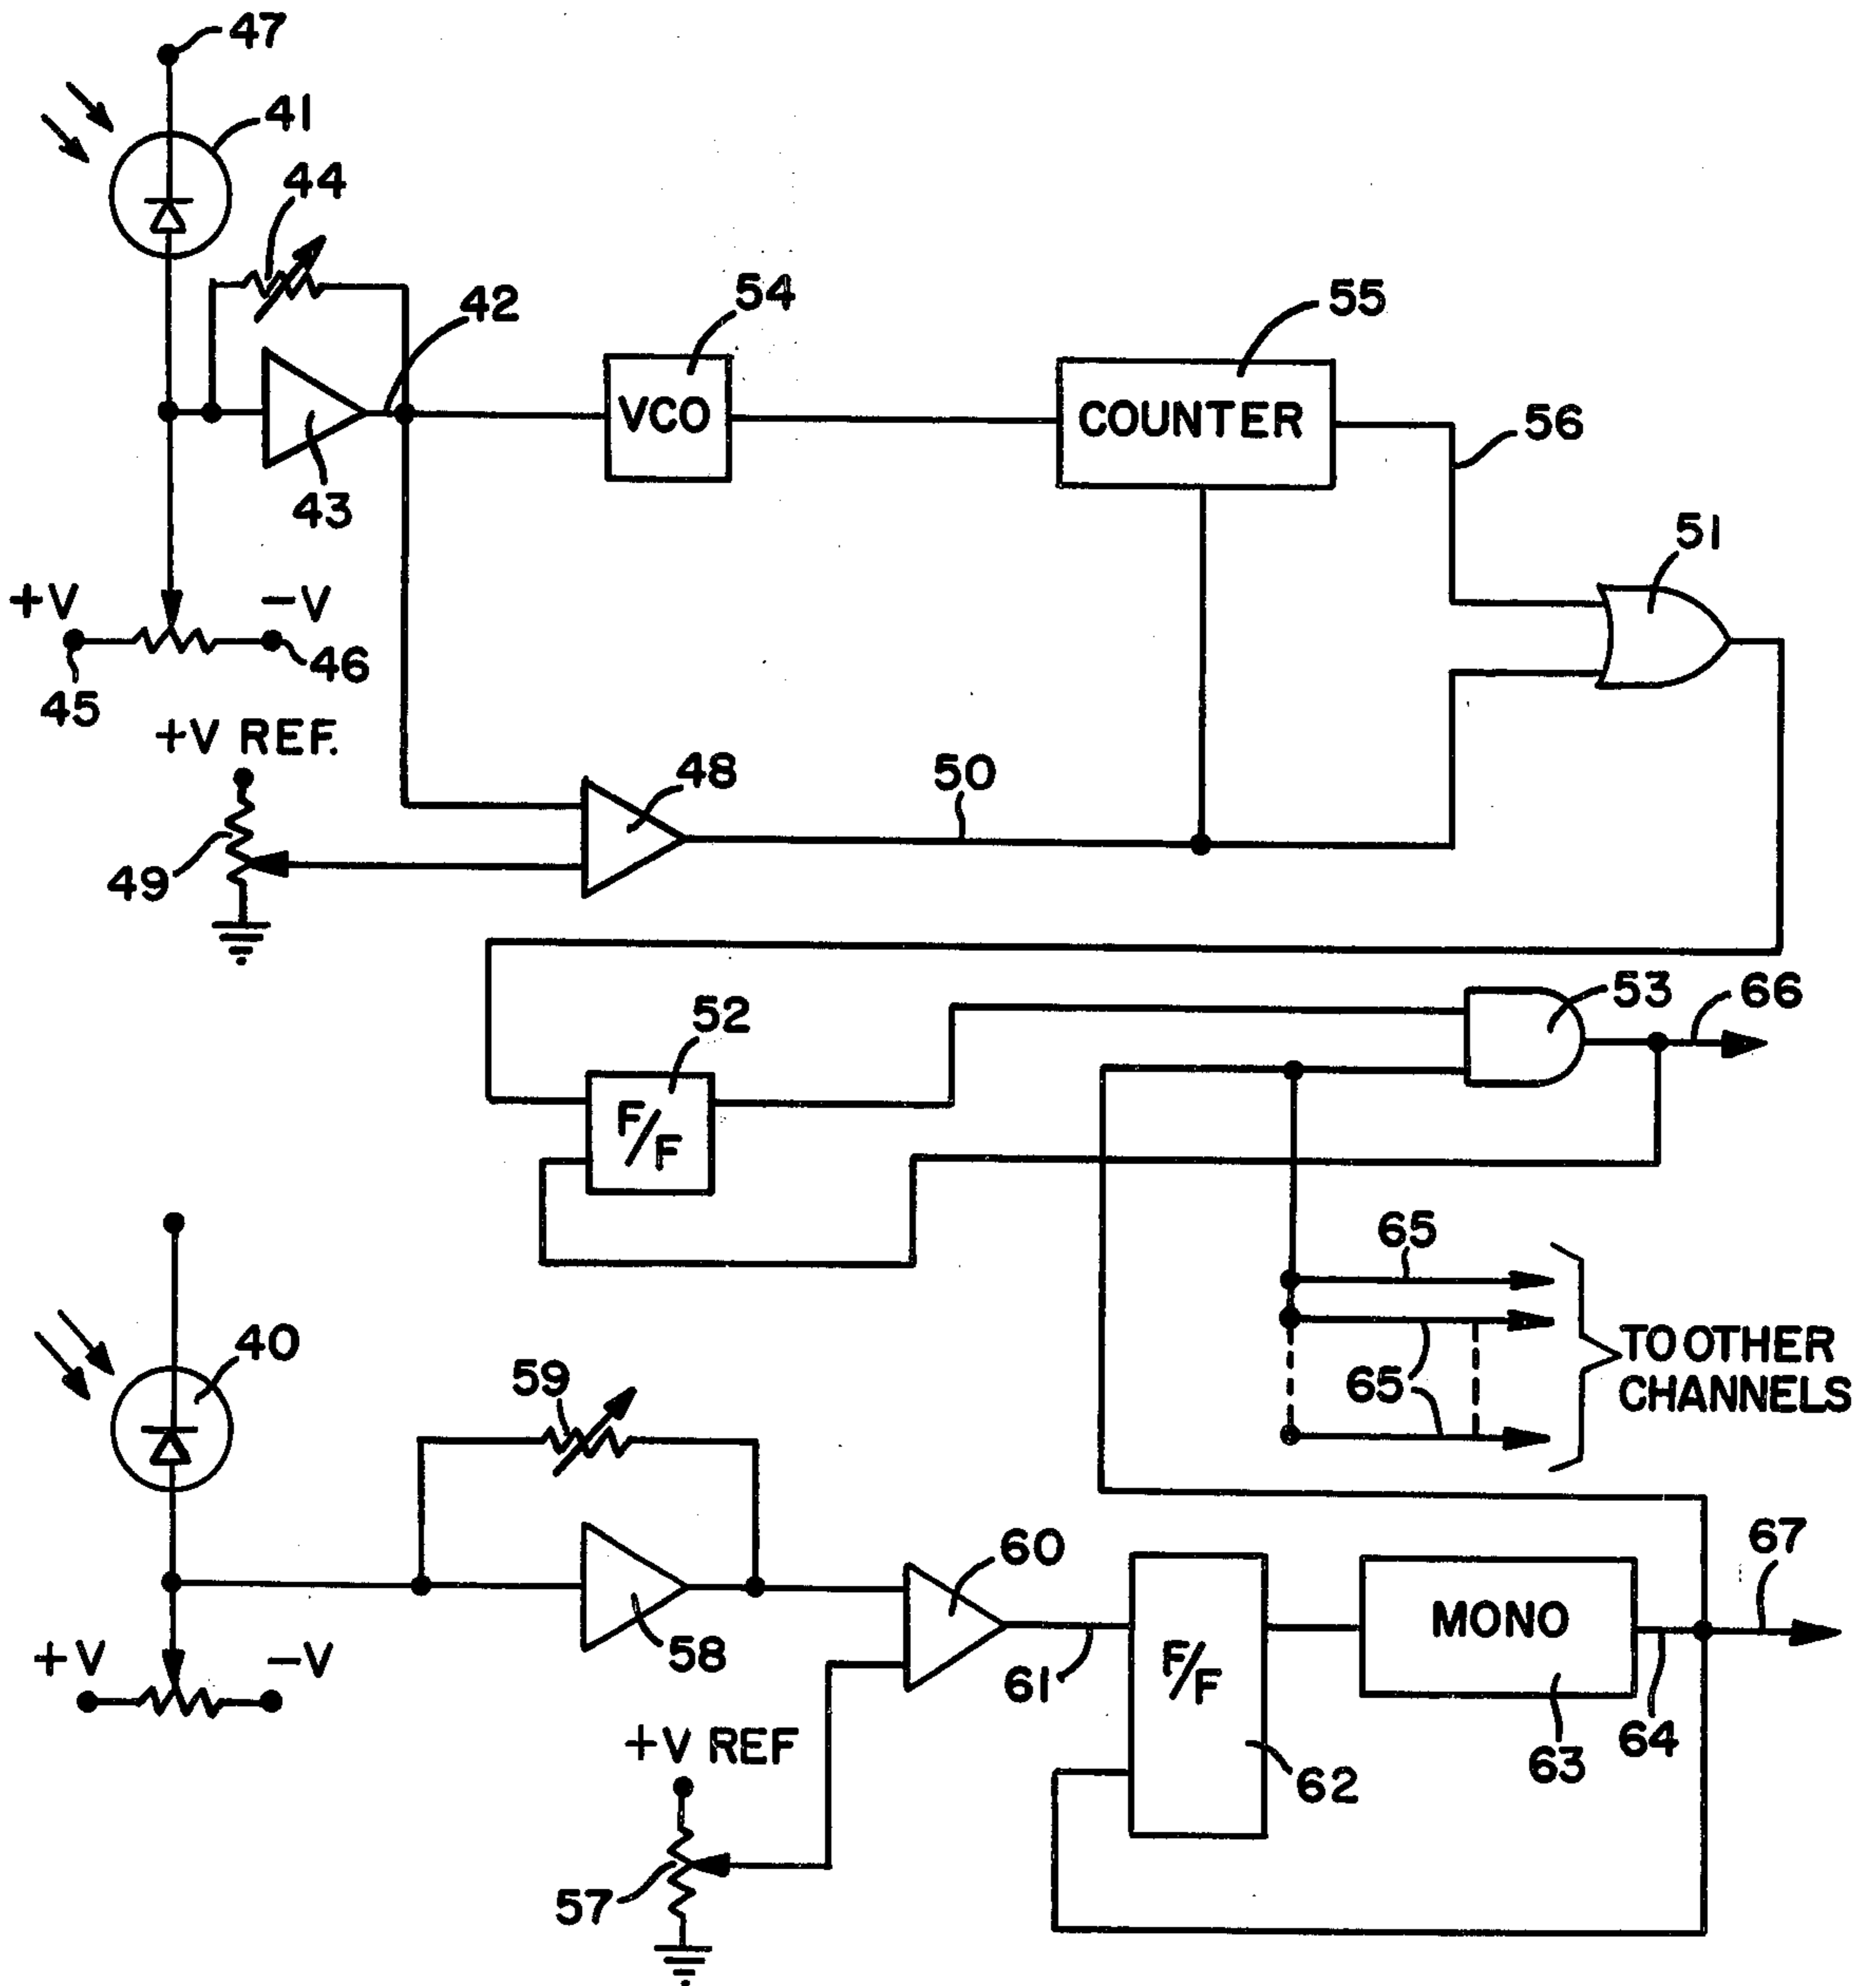 47
41
44
42
54
55
VCO
COUNTER
56
43
51
+V
-V
46
45
+V REF.
48
50
49
53
66
52
F/F
65
40
TO OTHER
CHANNELS
65
59
60
67
MONO
58
+V
-V
61
F/F
64
+V REF
63
62
57